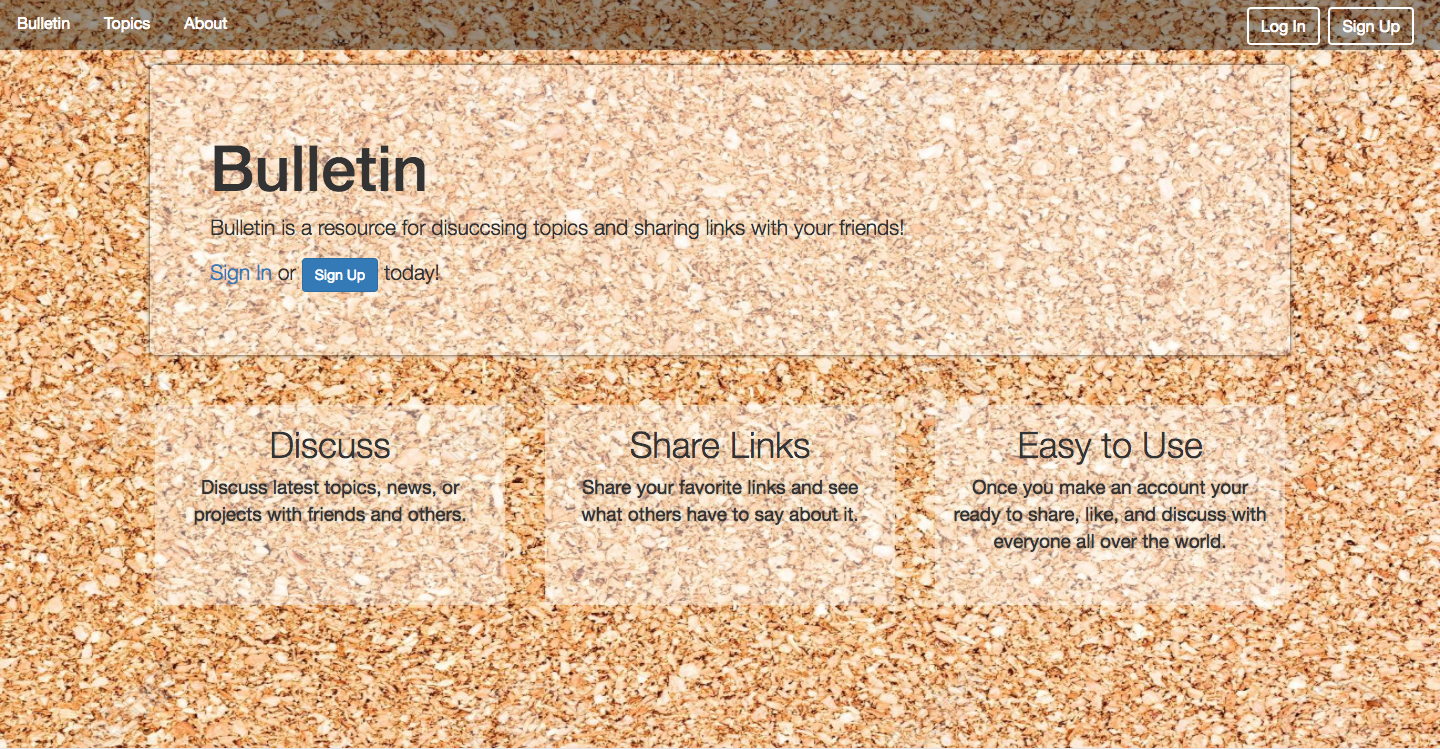 Bulletin Topics About Log In Sign Up
Bulletin
Bulletin is a resource for disuccsing topics and sharing links with your friends!
Sign In or Sign Up today!
Discuss
Discuss latest topics, news, or
projects with friends and others.
Share Links
Share your favorite links and see
what others have to say about it.
Easy to Use
Once you make an account your
ready to share, like, and discuss with
everyone all over the world.